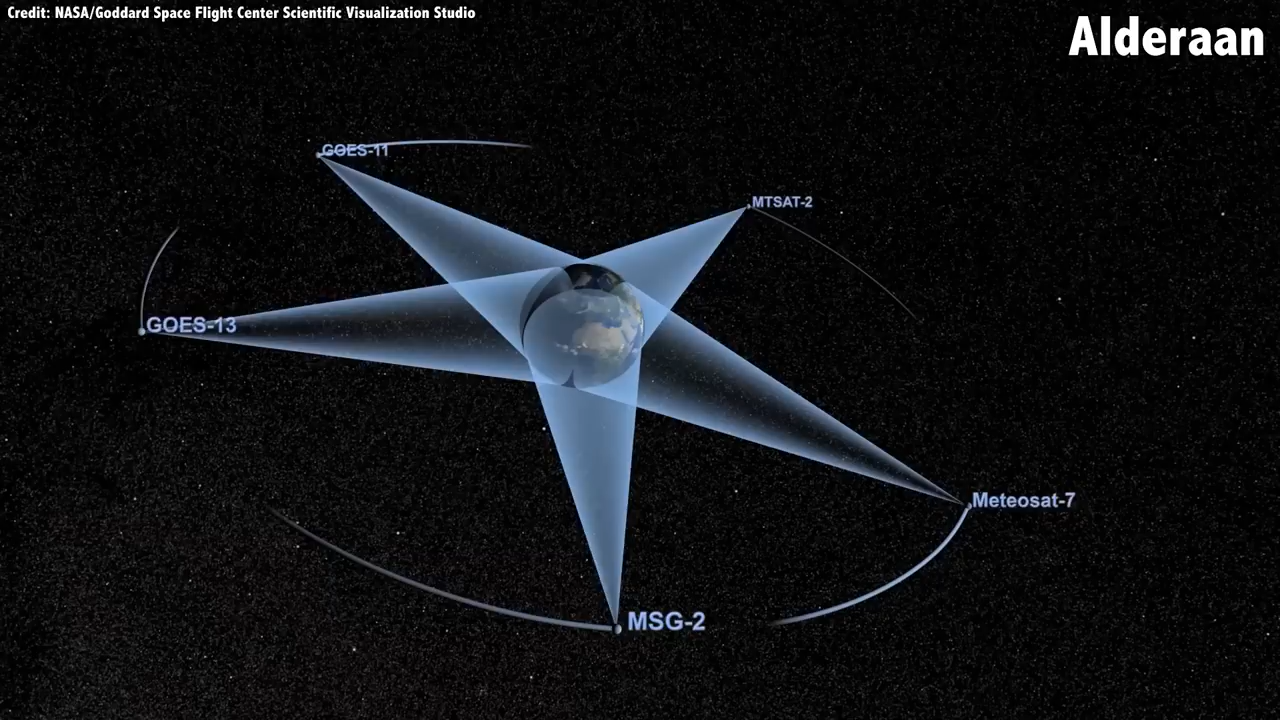 Credit: NASA/Goddard Space Flight Center Scientific Visualization Studio
Alderaan
GOES-11
MTSAT-2
GOES-13
Meteosat-7
MSG-2